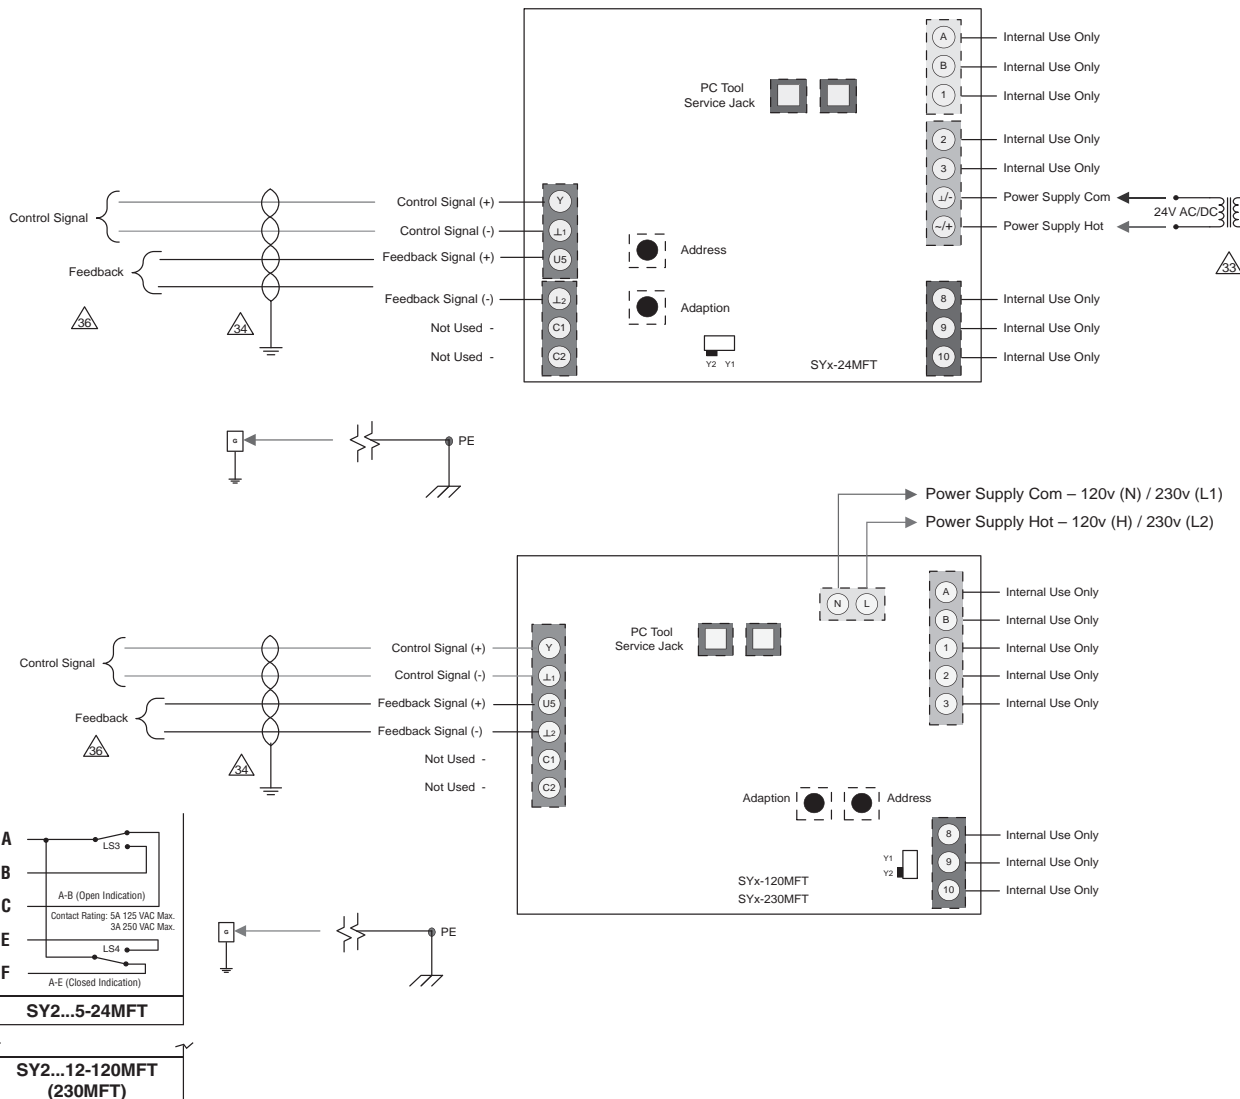 A
Internal Use Only
B
Internal Use Only
1
Internal Use Only
PC Tool
Service Jack
2
Internal Use Only
3
Internal Use Only
⊥/-
Power Supply Com
~/+
Power Supply Hot
24V AC/DC
33
Control Signal
Control Signal (+)
Y
Control Signal (-)
⊥1
Feedback
Feedback Signal (+)
U5
Feedback Signal (-)
⊥2
Not Used -
C1
Not Used -
C2
36
34
Address
Adaption
Y2 Y1
SYx-24MFT
8
Internal Use Only
9
Internal Use Only
10
Internal Use Only
G
PE
Power Supply Com – 120v (N) / 230v (L1)
Power Supply Hot – 120v (H) / 230v (L2)
N
L
A
Internal Use Only
B
Internal Use Only
1
Internal Use Only
2
Internal Use Only
3
Internal Use Only
PC Tool
Service Jack
Control Signal
Control Signal (+)
Y
Control Signal (-)
⊥1
Feedback
Feedback Signal (+)
U5
Feedback Signal (-)
⊥2
Not Used -
C1
Not Used -
C2
36
34
Adaption
Address
Y1
Y2
SYx-120MFT
SYx-230MFT
8
Internal Use Only
9
Internal Use Only
10
Internal Use Only
G
PE
A
LS3
B
A-B (Open Indication)
C
Contact Rating: 5A 125 VAC Max.
3A 250 VAC Max.
E
LS4
F
A-E (Closed Indication)
SY2...5-24MFT
SY2...12-120MFT
(230MFT)